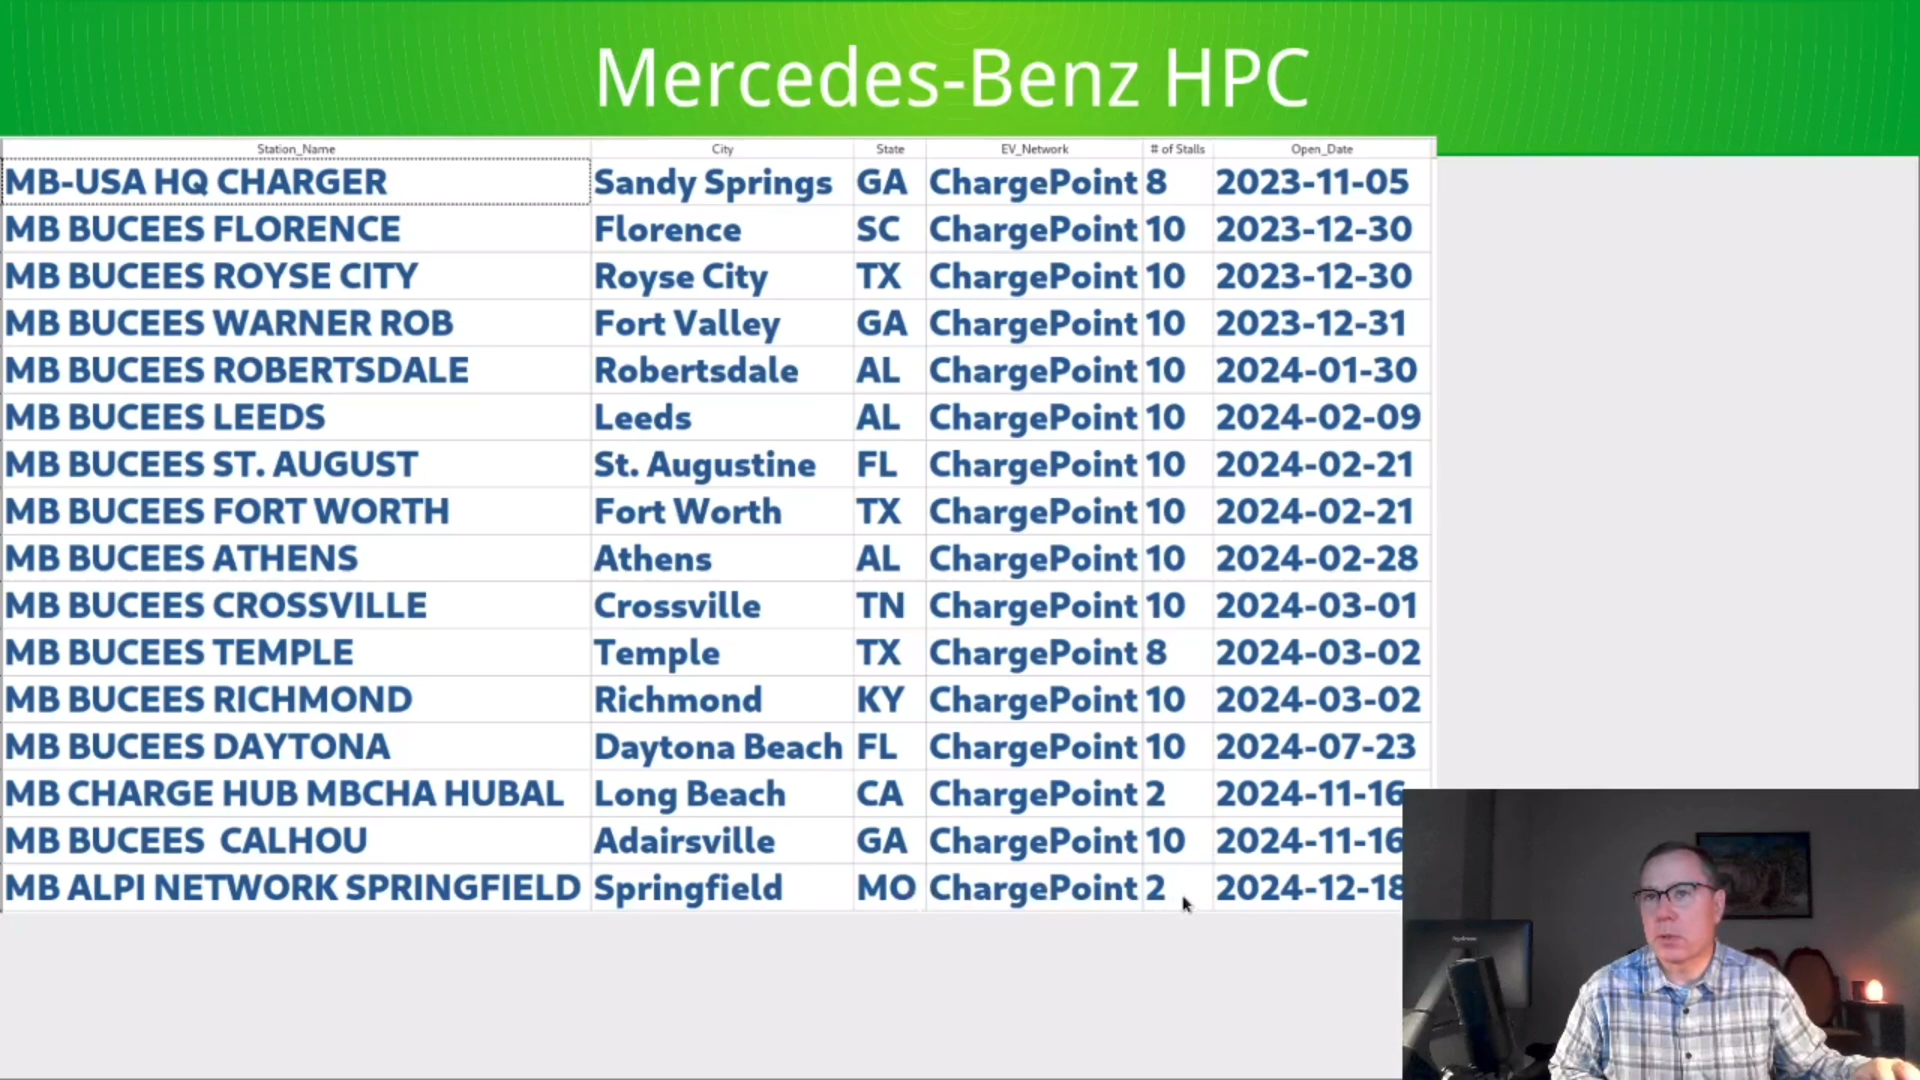 Mercedes-Benz HPC
Station_Name City State EV_Network # of Stalls Open_Date
MB-USA HQ CHARGER Sandy Springs GA ChargePoint 8 2023-11-05
MB BUCEES FLORENCE Florence SC ChargePoint 10 2023-12-30
MB BUCEES ROYSE CITY Royse City TX ChargePoint 10 2023-12-30
MB BUCEES WARNER ROB Fort Valley GA ChargePoint 10 2023-12-31
MB BUCEES ROBERTSDALE Robertsdale AL ChargePoint 10 2024-01-30
MB BUCEES LEEDS Leeds AL ChargePoint 10 2024-02-09
MB BUCEES ST. AUGUST St. Augustine FL ChargePoint 10 2024-02-21
MB BUCEES FORT WORTH Fort Worth TX ChargePoint 10 2024-02-21
MB BUCEES ATHENS Athens AL ChargePoint 10 2024-02-28
MB BUCEES CROSSVILLE Crossville TN ChargePoint 10 2024-03-01
MB BUCEES TEMPLE Temple TX ChargePoint 8 2024-03-02
MB BUCEES RICHMOND Richmond KY ChargePoint 10 2024-03-02
MB BUCEES DAYTONA Daytona Beach FL ChargePoint 10 2024-07-23
MB CHARGE HUB MBCHA HUBAL Long Beach CA ChargePoint 2 2024-11-16
MB BUCEES  CALHOU Adairsville GA ChargePoint 10 2024-11-16
MB ALPI NETWORK SPRINGFIELD Springfield MO ChargePoint 2 2024-12-18